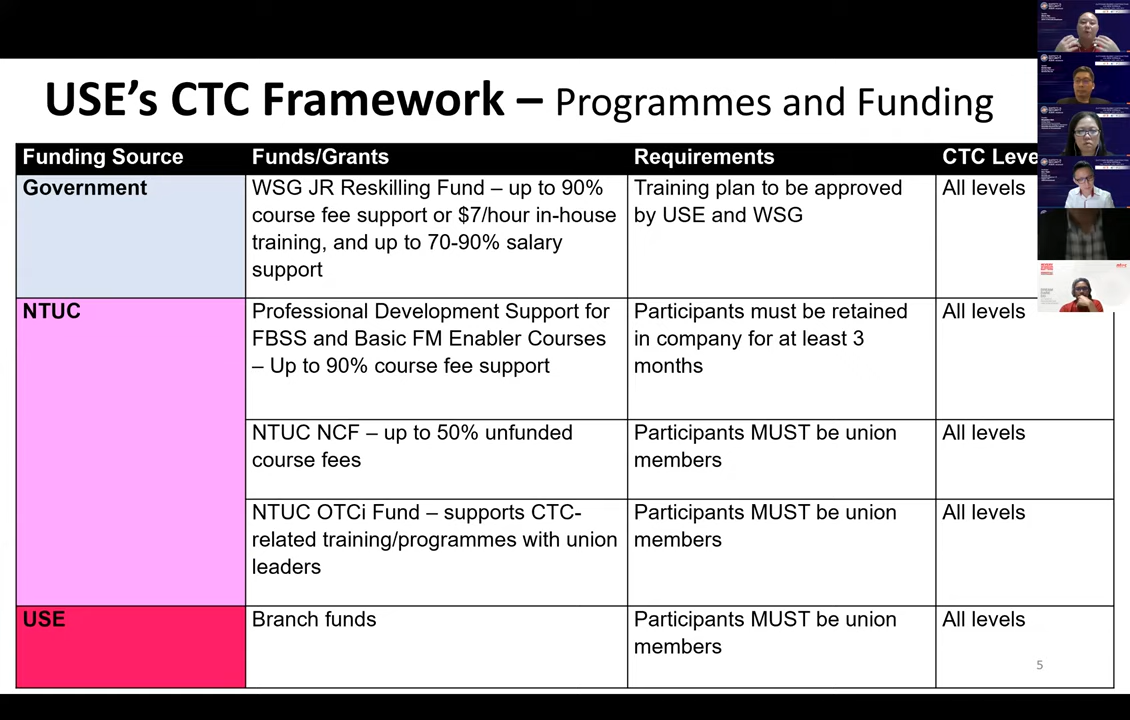 USE's CTC Framework – Programmes and Funding
Funding Source Funds/Grants Requirements CTC Leve
Government WSG JR Reskilling Fund – up to 90% Training plan to be approved All levels
course fee support or $7/hour in-house by USE and WSG
training, and up to 70-90% salary
support
NTUC Professional Development Support for Participants must be retained All levels
FBSS and Basic FM Enabler Courses in company for at least 3
– Up to 90% course fee support months
NTUC NCF – up to 50% unfunded Participants MUST be union All levels
course fees members
NTUC OTCi Fund – supports CTC- Participants MUST be union All levels
related training/programmes with union members
leaders
USE Branch funds Participants MUST be union All levels
members
5